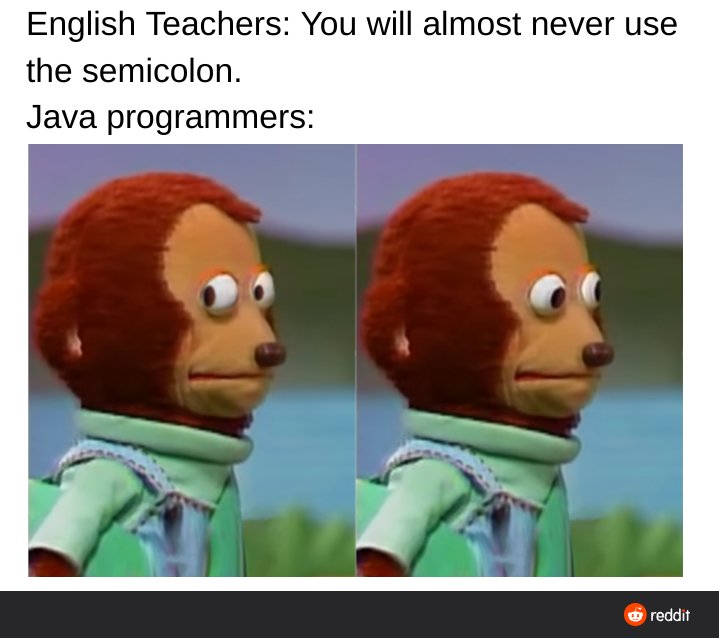 English Teachers: You will almost never use
the semicolon.
Java programmers:
reddit